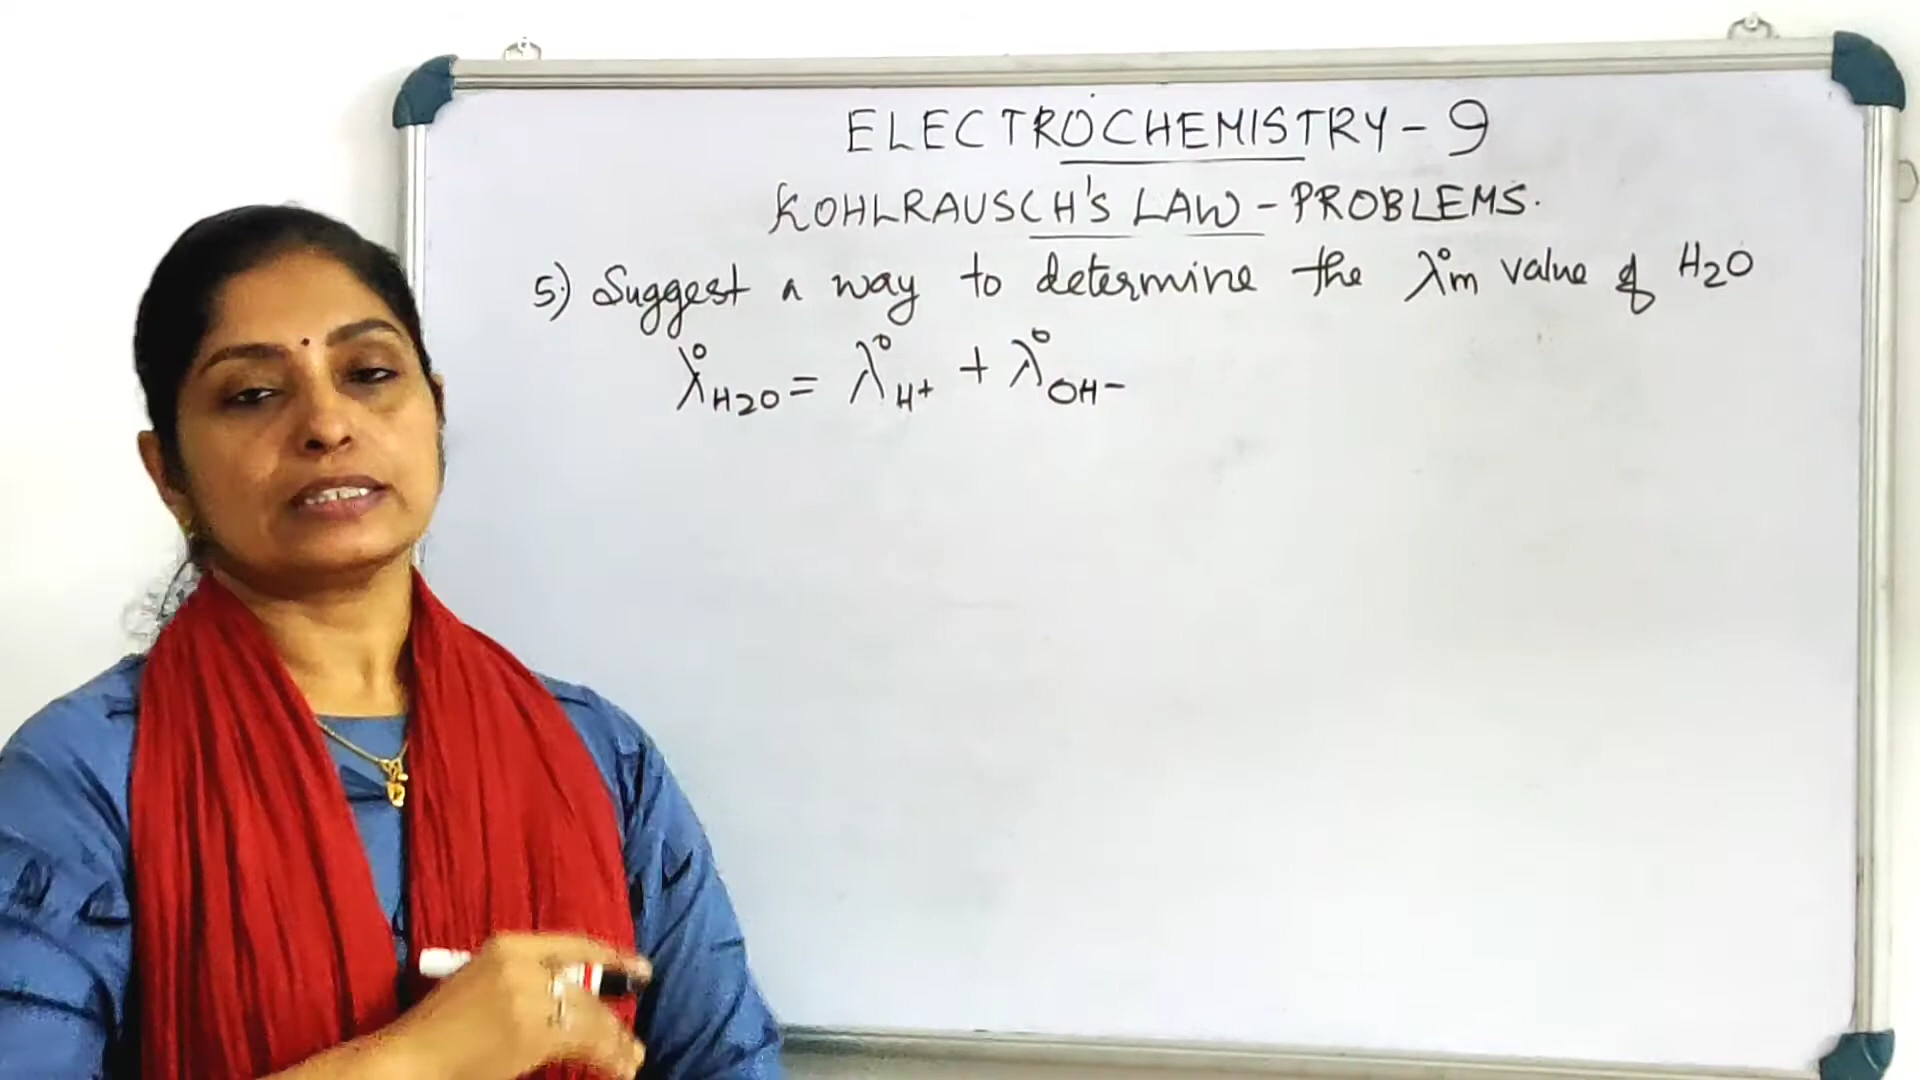 ELECTROCHEMISTRY - 9
KOHLRAUSCH'S LAW - PROBLEMS.
5) Suggest a way to determine the λ°m value of H2O
λ°H2O = λ°H+ + λ°OH-